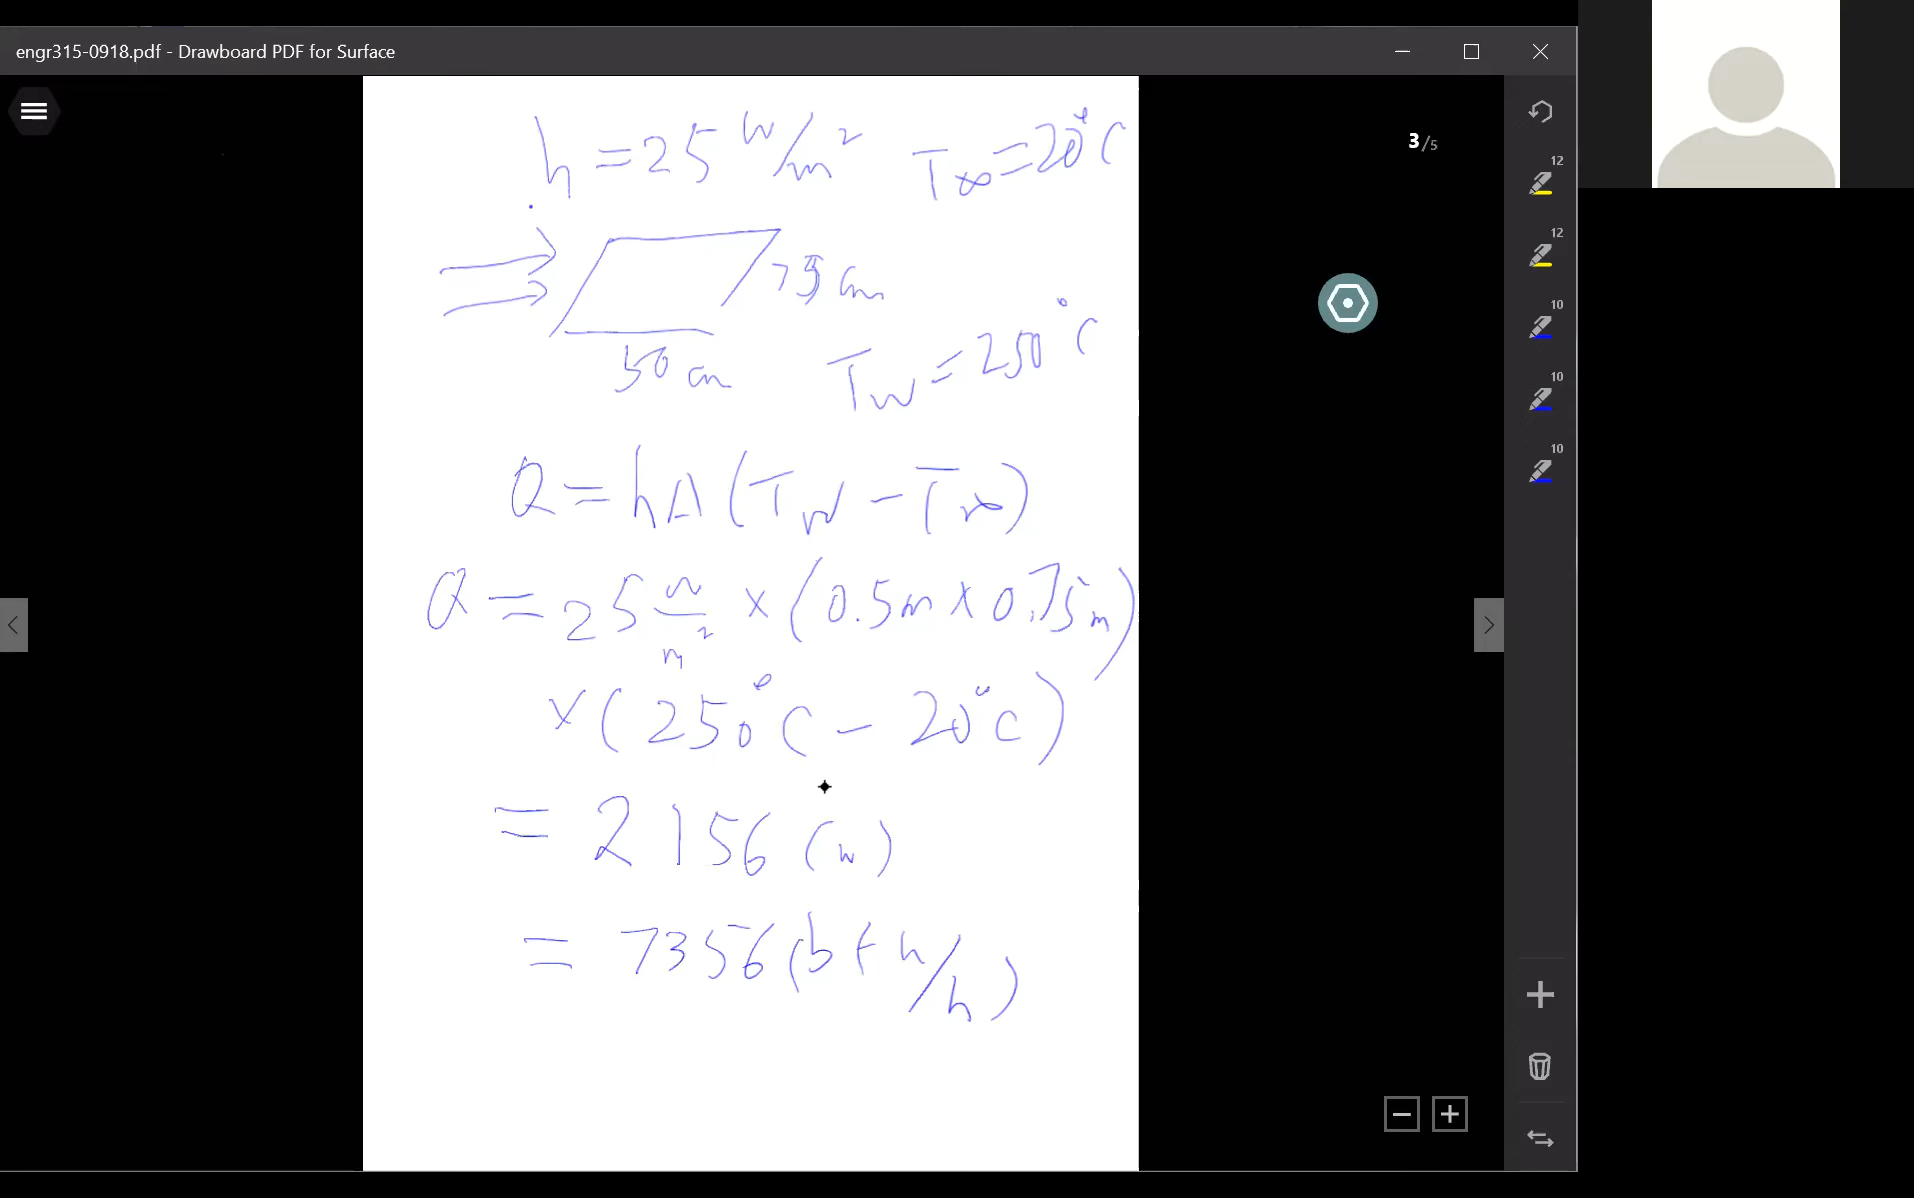 engr315-0918.pdf - Drawboard PDF for Surface
3/5
12
12
10
10
10
h = 25 W/m² T∞ = 20°C
75 cm
50 cm
Tw = 250°C
Q = hA (Tw - T∞)
Q = 25 w/m² × (0.5m × 0.75m)
× (250°C - 20°C)
= 2156 (w)
= 7356 (btu/h)